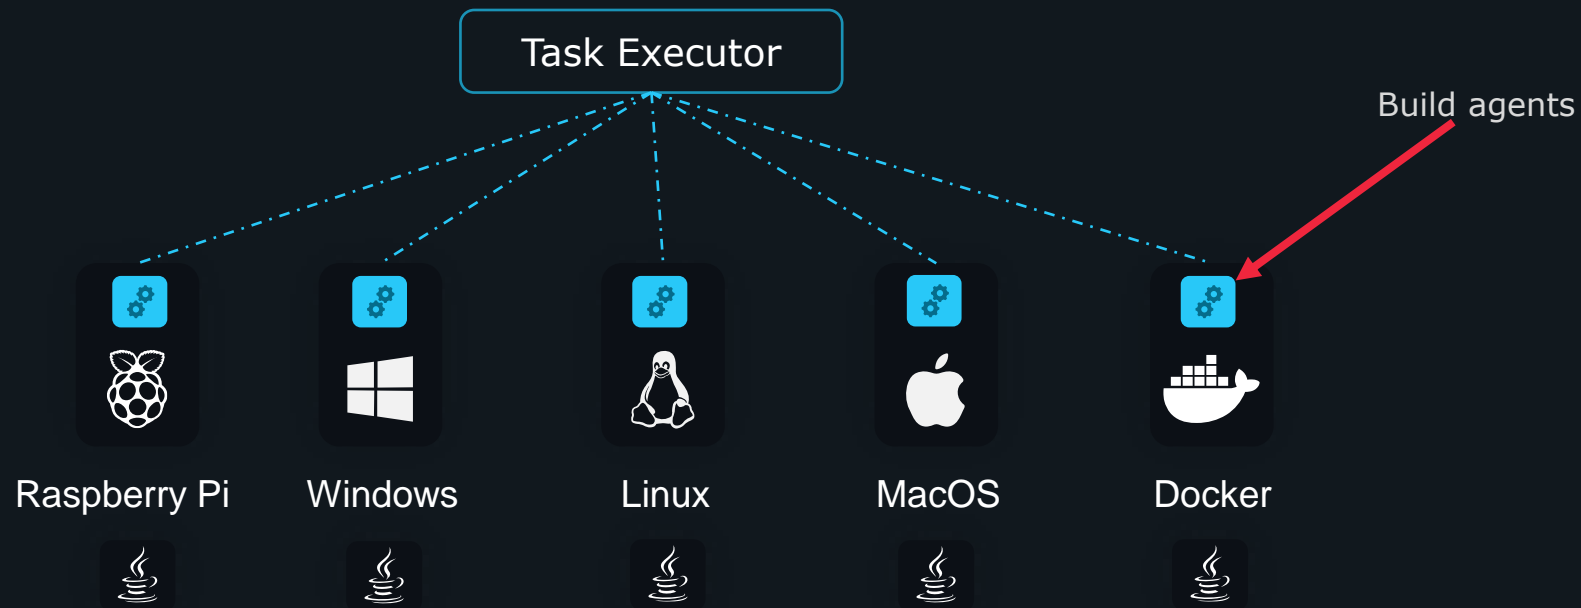 Task Executor
Build agents
Raspberry Pi
Windows
Linux
MacOS
Docker